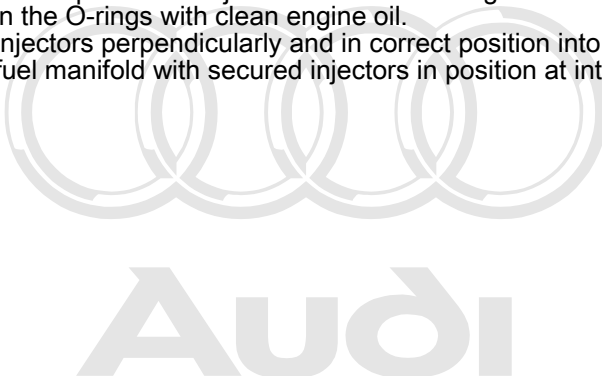 n the O-rings with clean engine oil.
njectors perpendicularly and in correct position into
fuel manifold with secured injectors in position at int
Audi